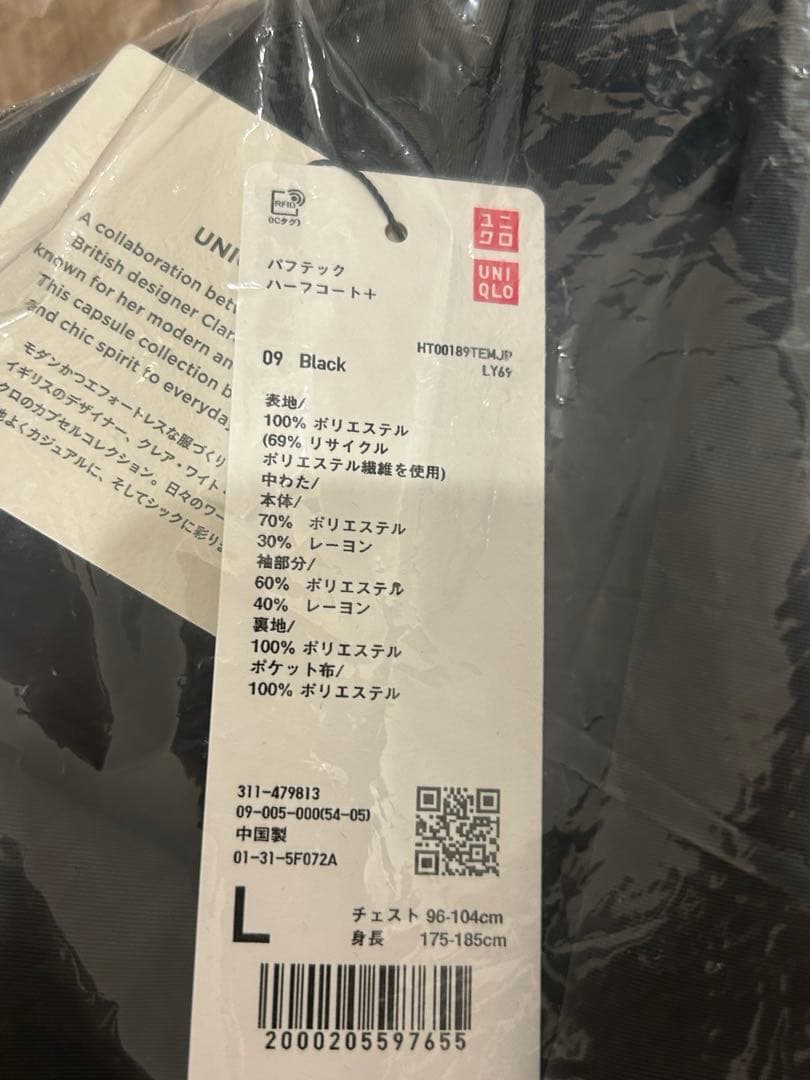 UNI
A collaboration betw
British designer Clar
known for her modern an
This capsule collection b
and chic spirit to everyday
モダンかつエフォートレスな服づくり
イギリスのデザイナー、クレア・ワイト・
クロのカプセルコレクション。日々のワー
地よくカジュアルに、そしてシックに彩りま
RFID
(ICタグ)
ユニ
クロ
UNI
QLO
パフテック
ハーフコート+
09 Black
HT00189TEMJP
LY69
表地/
100% ポリエステル
(69% リサイクル
ポリエステル繊維を使用)
中わた/
本体/
70% ポリエステル
30% レーヨン
袖部分/
60% ポリエステル
40% レーヨン
裏地/
100% ポリエステル
ポケット布/
100% ポリエステル
311-479813
09-005-000(54-05)
中国製
01-31-5F072A
L
チェスト 96-104cm
身長 175-185cm
2000205597655